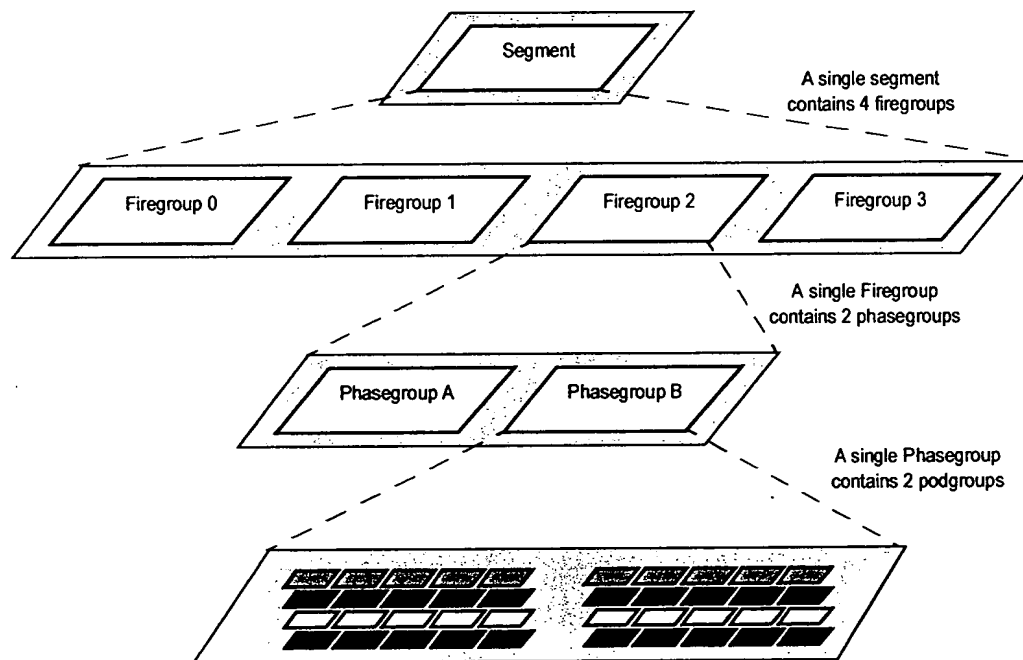 Segment
A single segment
contains 4 firegroups
Firegroup 0
Firegroup 1
Firegroup 2
Firegroup 3
A single Firegroup
contains 2 phasegroups
Phasegroup A
Phasegroup B
A single Phasegroup
contains 2 podgroups